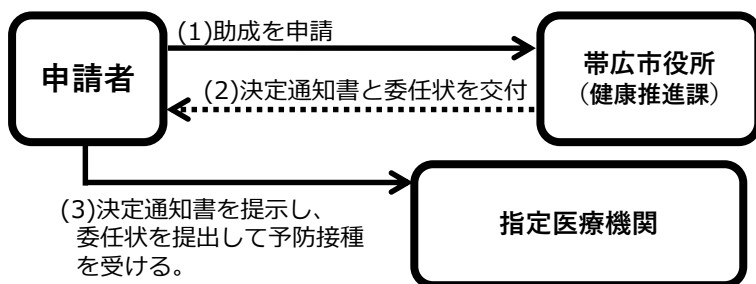 (1)助成を申請
申請者
帯広市役所
（健康推進課）
(2)決定通知書と委任状を交付
(3)決定通知書を提示し、
委任状を提出して予防接種
を受ける。
指定医療機関